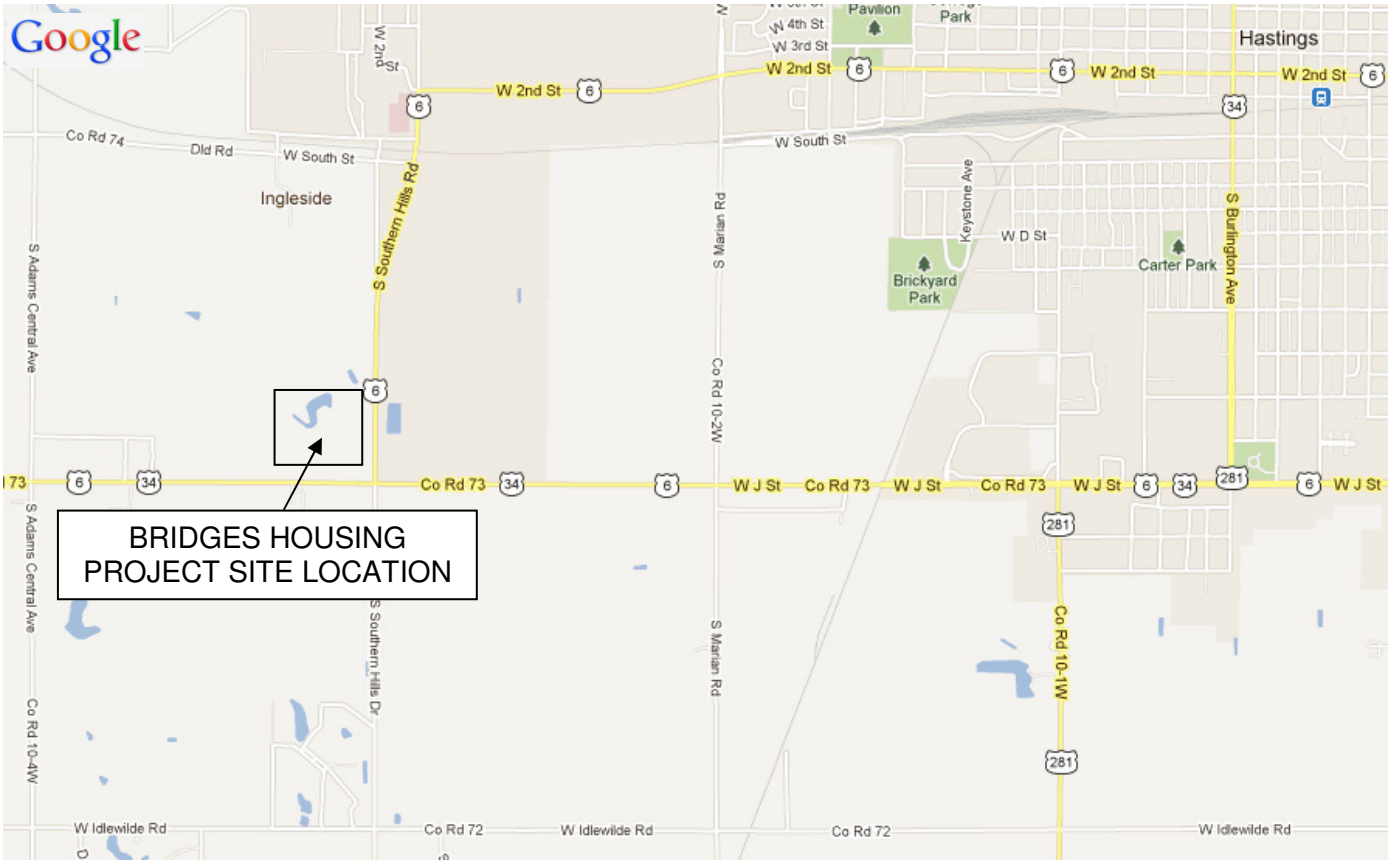 Google
Pavilion
Park
W 4th St
W 3rd St
W 2nd St
6
W 2nd St
6
Hastings
W 2nd St
6
W 2nd St
6
W 2nd St
6
34
Co Rd 74
Dld Rd
W South St
W South St
Ingleside
S Southern Hills Rd
S Adams Central Ave
S Marian Rd
Keystone Ave
W D St
Brickyard
Park
Carter Park
S Burlington Ave
Co Rd 10-2W
6
73
6
34
Co Rd 73
34
6
W J St
Co Rd 73
W J St
Co Rd 73
W J St
6
34
281
6
W J St
BRIDGES HOUSING
PROJECT SITE LOCATION
S Adams Central Ave
S Southern Hills Dr
S Marian Rd
281
Co Rd 10-1W
Co Rd 10-4W
281
W Idlewilde Rd
Co Rd 72
W Idlewilde Rd
Co Rd 72
W Idlewilde Rd